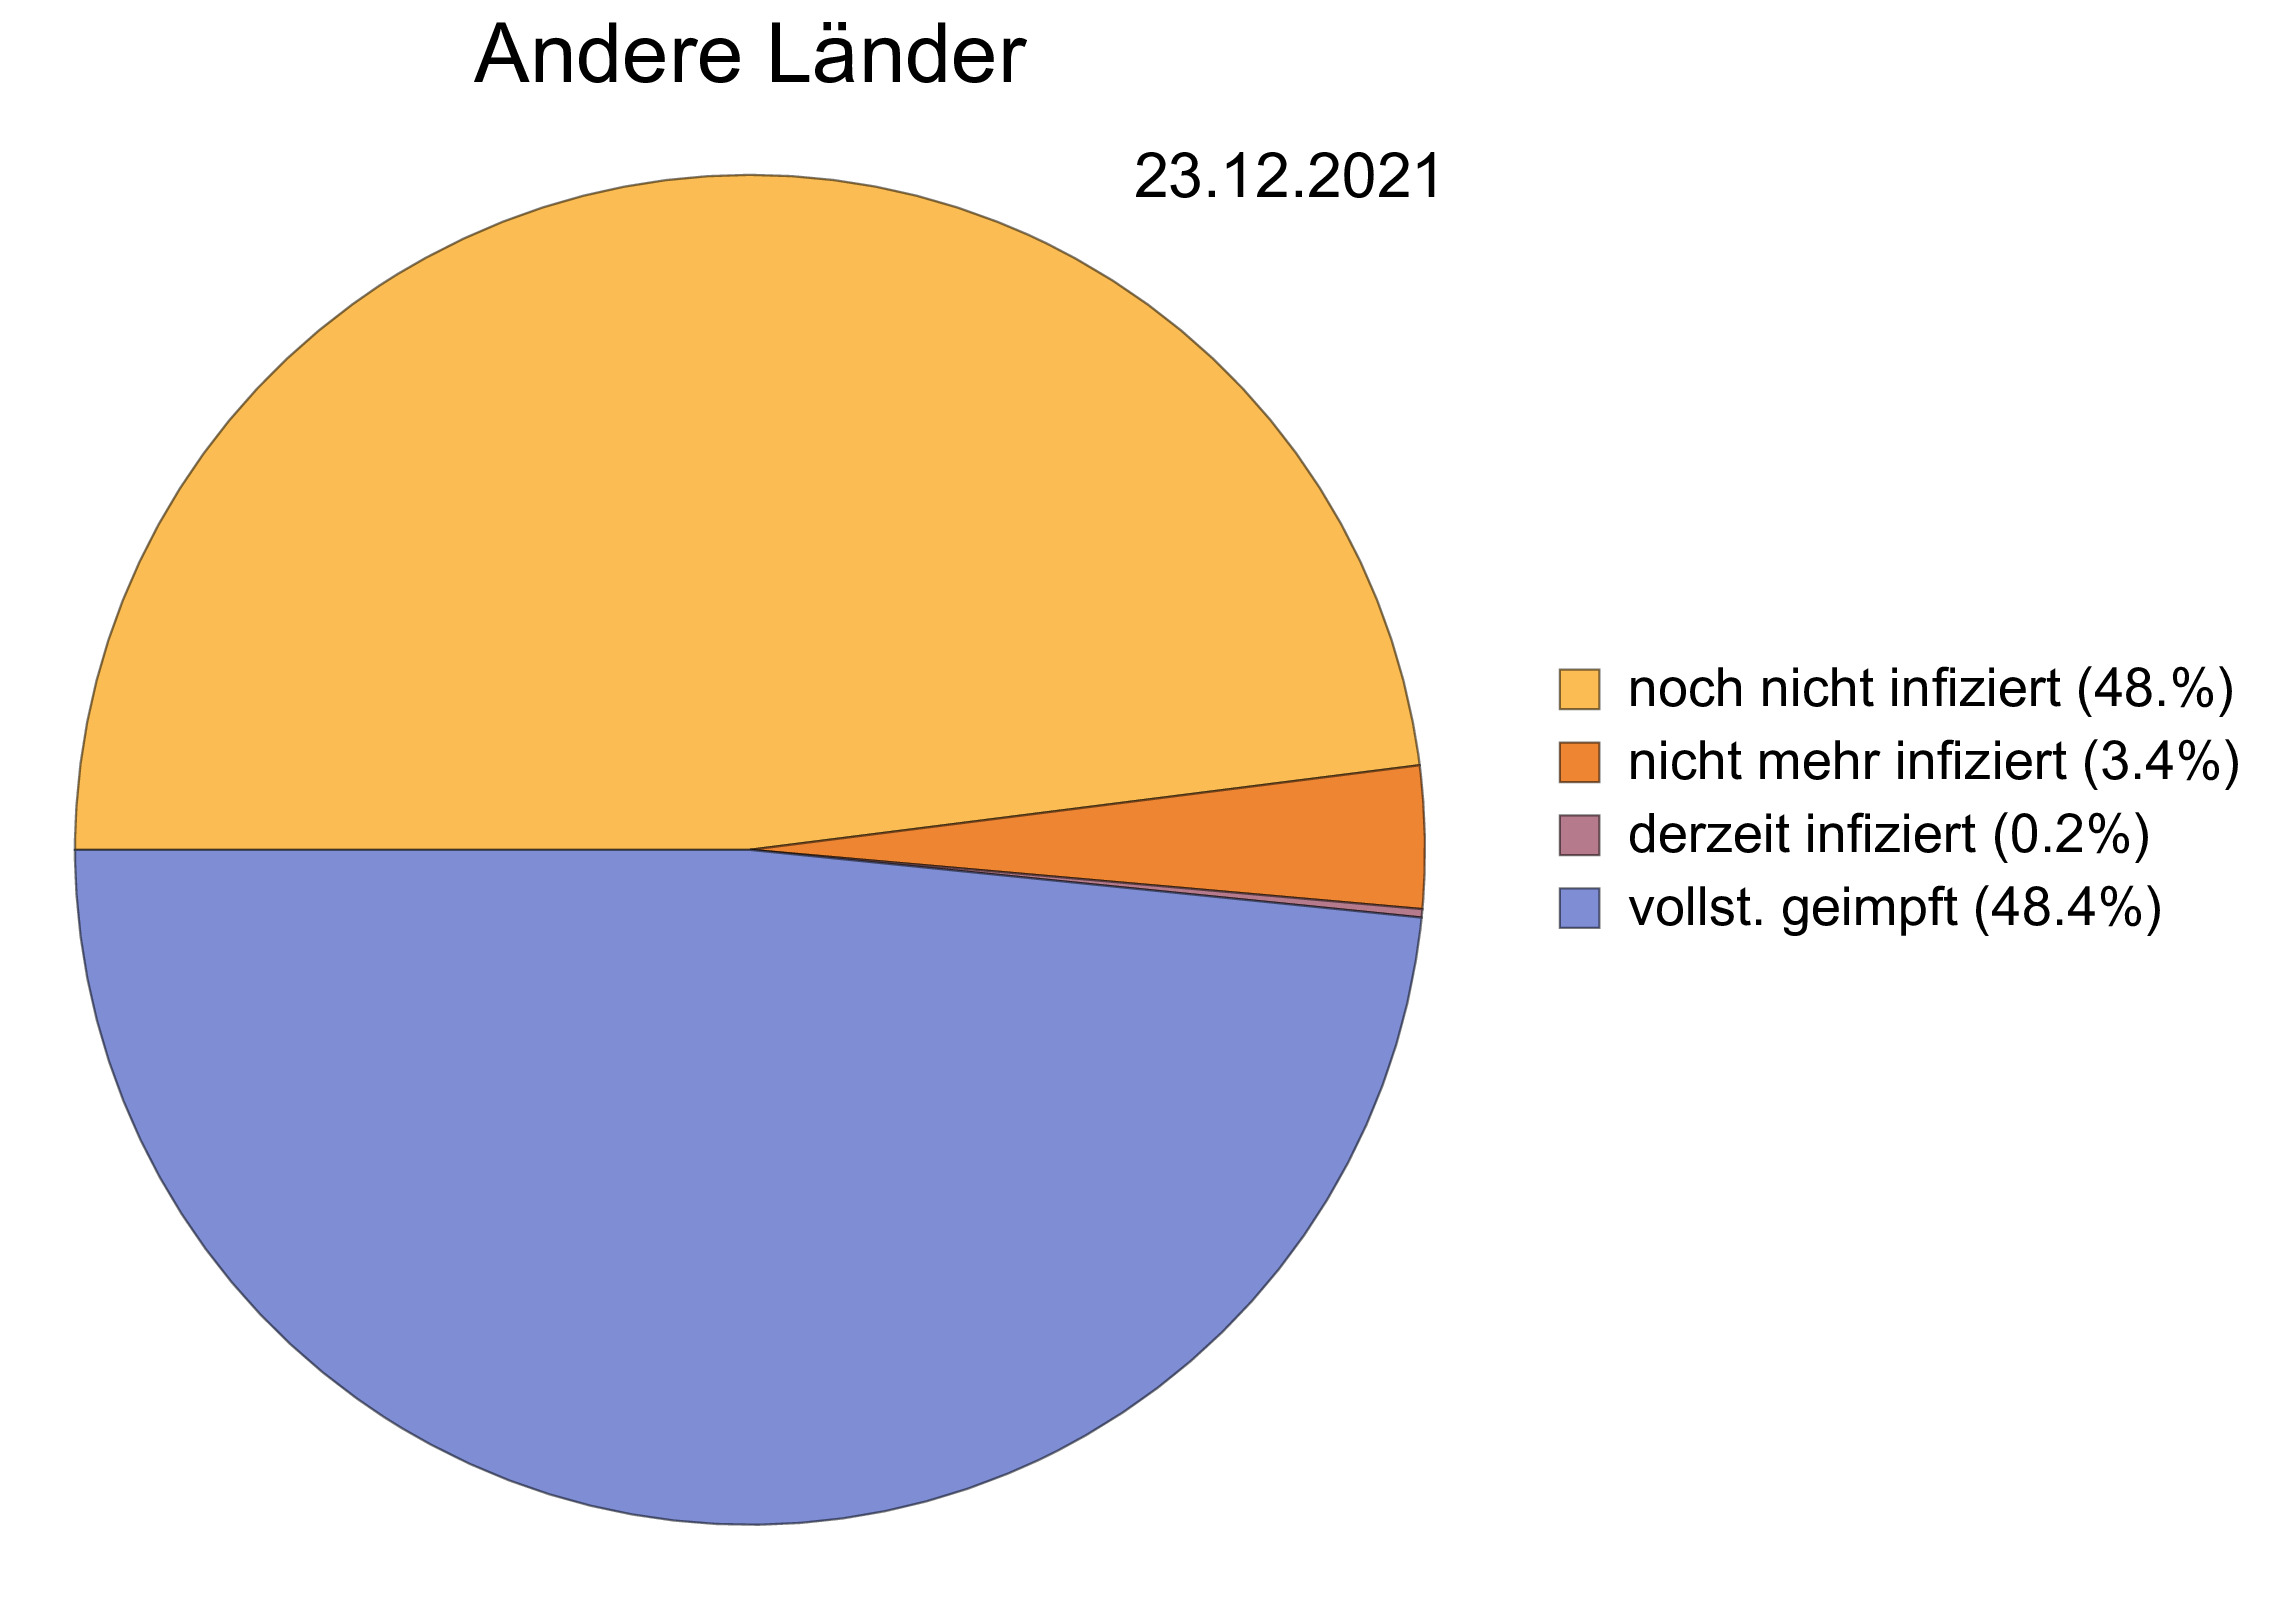 Andere Länder
23.12.2021
noch nicht infiziert (48.%)
nicht mehr infiziert (3.4%)
derzeit infiziert (0.2%)
vollst. geimpft (48.4%)